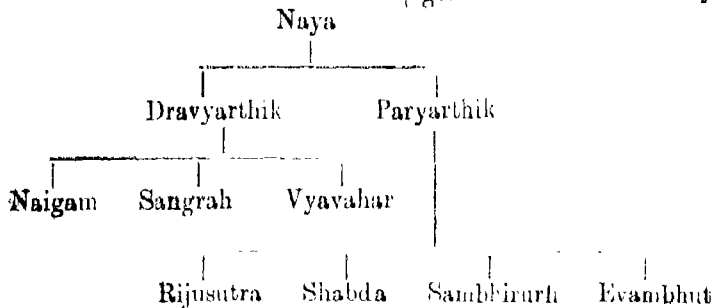 Naya
Dravyarthik Paryarthik
Naigam Sangrah Vyavahar
Rijusutra Shabda Sambhirurh Evambhut